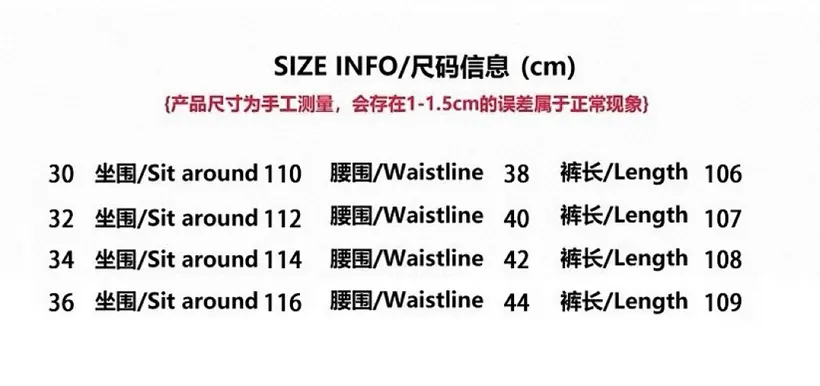 SIZE INFO/尺码信息 (cm)
{产品尺寸为手工测量，会存在1-1.5cm的误差属于正常现象}
30 坐围/Sit around 110 腰围/Waistline 38 裤长/Length 106
32 坐围/Sit around 112 腰围/Waistline 40 裤长/Length 107
34 坐围/Sit around 114 腰围/Waistline 42 裤长/Length 108
36 坐围/Sit around 116 腰围/Waistline 44 裤长/Length 109